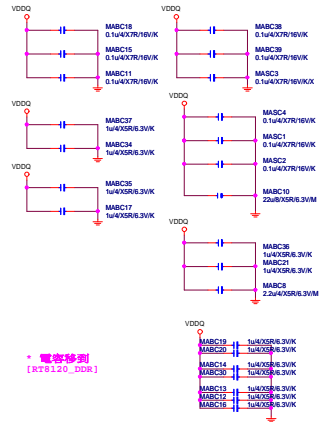 VDDQ
MABC18
0.1u/4/X7R/16V/K
MABC15
0.1u/4/X7R/16V/K
MABC11
0.1u/4/X7R/16V/K
VDDQ
MABC38
0.1u/4/X7R/16V/K
MABC39
0.1u/4/X7R/16V/K
MASC3
0.1u/4/X7R/16V/K/X
VDDQ
MABC37
1u/4/X5R/6.3V/K
MABC34
1u/4/X5R/6.3V/K
VDDQ
MASC4
0.1u/4/X7R/16V/K
MASC1
0.1u/4/X7R/16V/K
MASC2
0.1u/4/X7R/16V/K
MABC10
22u/8/X5R/6.3V/M
VDDQ
MABC35
1u/4/X5R/6.3V/K
MABC17
1u/4/X5R/6.3V/K
VDDQ
MABC36
1u/4/X5R/6.3V/K
MABC21
1u/4/X5R/6.3V/K
MABC8
2.2u/4/X5R/6.3V/M
VDDQ
MABC19 1u/4/X5R/6.3V/K
MABC20 1u/4/X5R/6.3V/K
MABC14 1u/4/X5R/6.3V/K
MABC30 1u/4/X5R/6.3V/K
MABC13 1u/4/X5R/6.3V/K
MABC12 1u/4/X5R/6.3V/K
MABC16 1u/4/X5R/6.3V/K
* 電容移到
[RT8120_DDR]